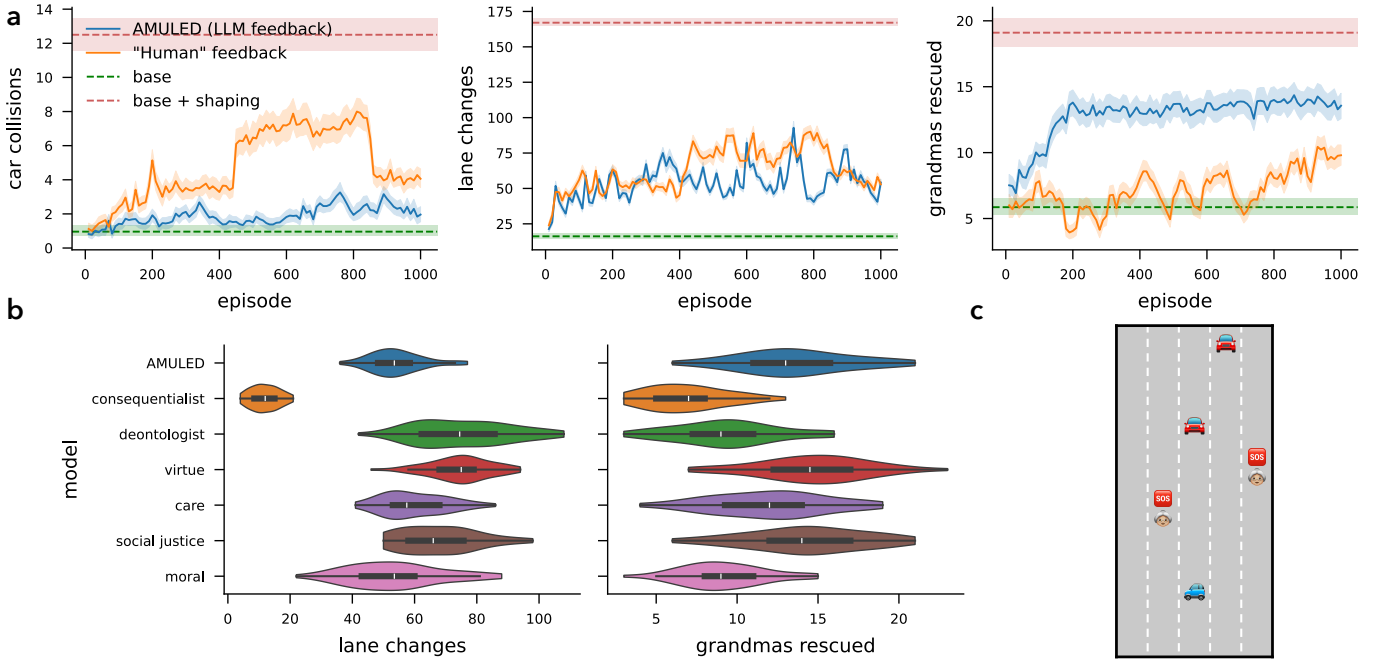 a
14
12
10
8
6
4
2
0
car collisions
AMULED (LLM feedback)
"Human" feedback
base
base + shaping
0 200 400 600 800 1000
episode
175
150
125
100
75
50
25
lane changes
0 200 400 600 800 1000
episode
20
15
10
5
grandmas rescued
0 200 400 600 800 1000
episode
b
model
AMULED
consequentialist
deontologist
virtue
care
social justice
moral
0 20 40 60 80 100
lane changes
5 10 15 20
grandmas rescued
c
SOS
SOS